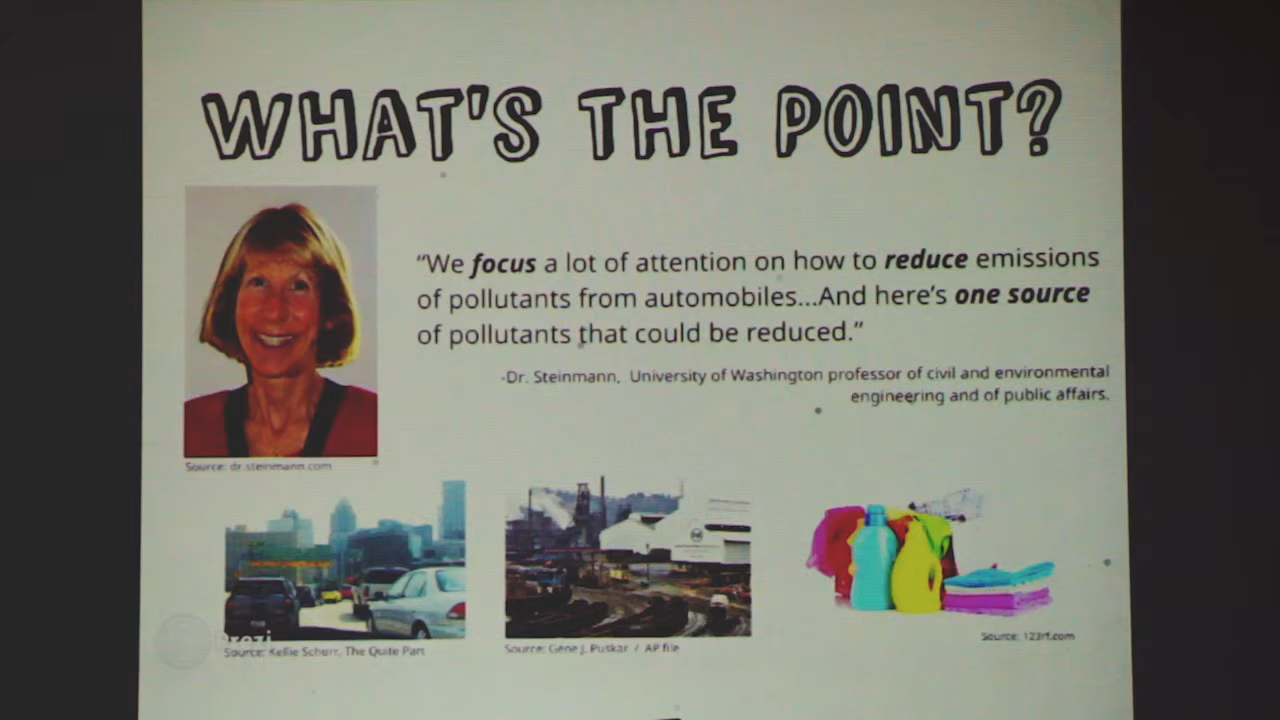 WHAT'S THE POINT?
“We focus a lot of attention on how to reduce emissions
of pollutants from automobiles...And here’s one source
of pollutants that could be reduced.”
-Dr. Steinmann, University of Washington professor of civil and environmental
engineering and of public affairs.
Source: dr.steinmann.com
Prezi
Source: Kellie Schorr, The Quite Part
Source: Gene J. Puskar / AP file
Source: 123rf.com